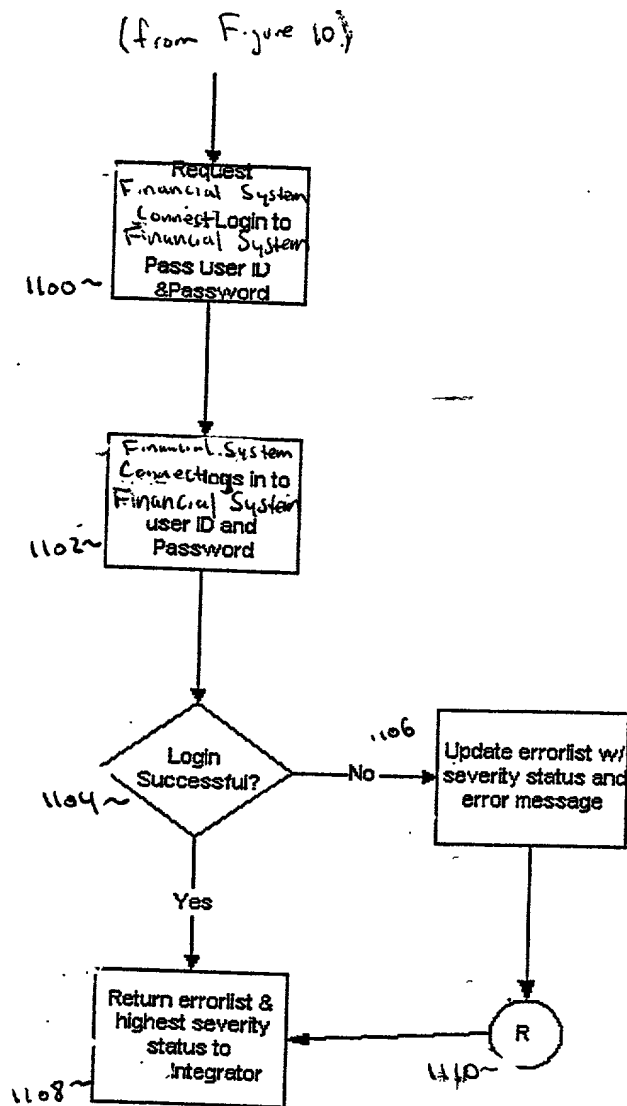 (from Figure 10)
Request
Financial System
Connect Login to
Financial System
Pass User ID
&Password
1100
Financial System
Connect logs in to
Financial System
user ID and
Password
1102
Login
Successful?
1104
No
1106
Update errorlist w/
severity status and
error message
Yes
Return errorlist &
highest severity
status to
Integrator
1108
R
1110